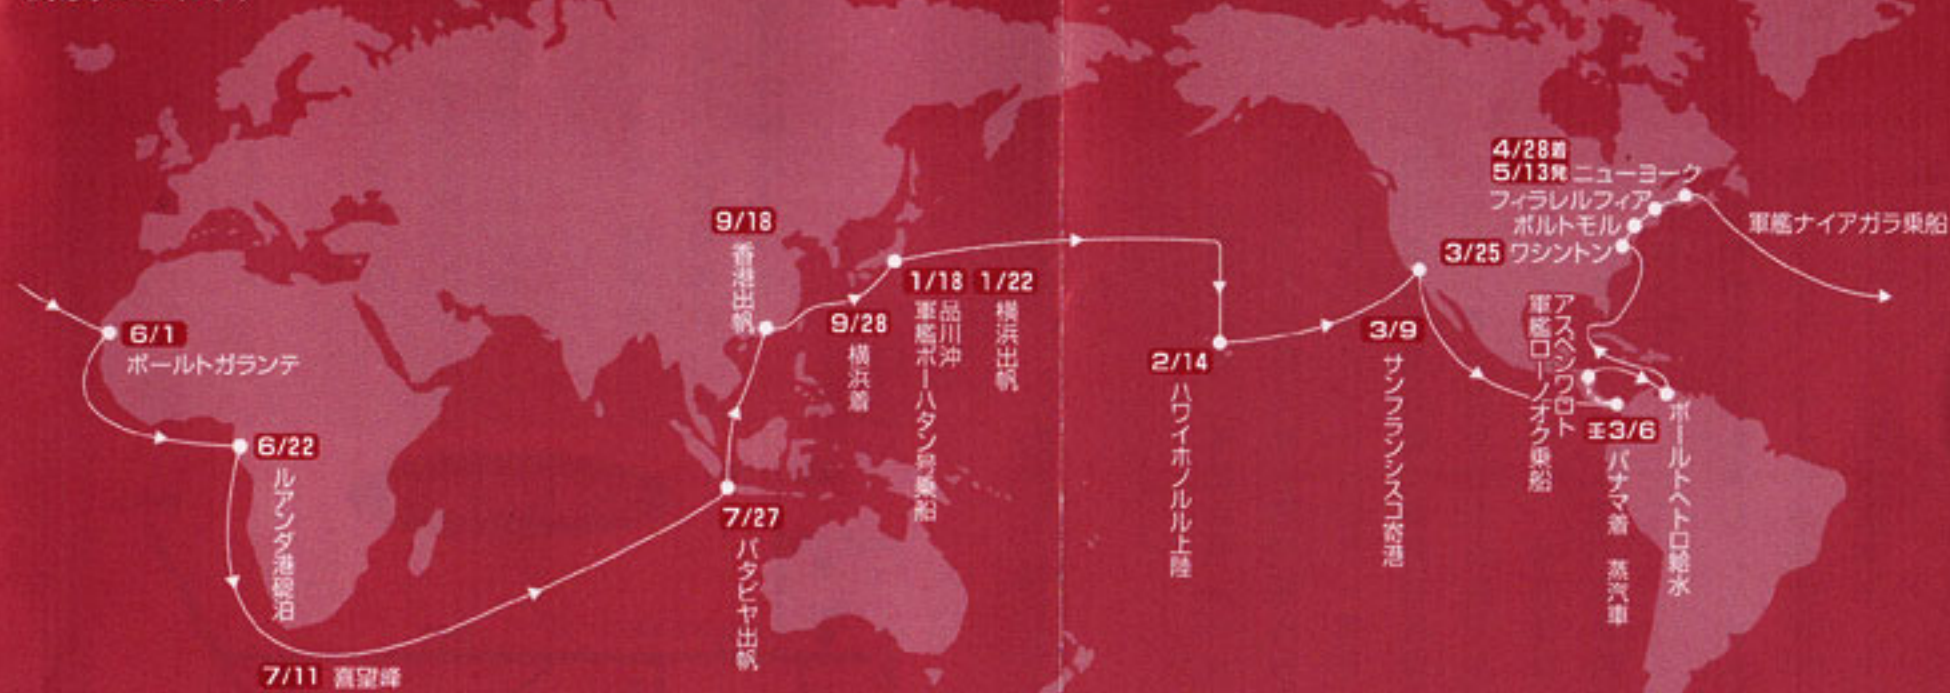 6/1
ポールトガランテ
6/22
ルアンダ港碇泊
7/11 喜望峰
7/27
バタビヤ出帆
9/18
香港出帆
9/28
横浜着
1/18
品川沖
軍艦ポーハタン号乗船
1/22
横浜出帆
2/14
ハワイホノルル上陸
3/9
サンフランシスコ寄港
閏3/6
パナマ着 蒸気車
アスペンワロト
軍艦ローノオク乗船
ポールトヘトロ給水
3/25 ワシントン
ボルトモル
フィラレルフィア
4/28着
5/13発 ニューヨーク
軍艦ナイアガラ乗船